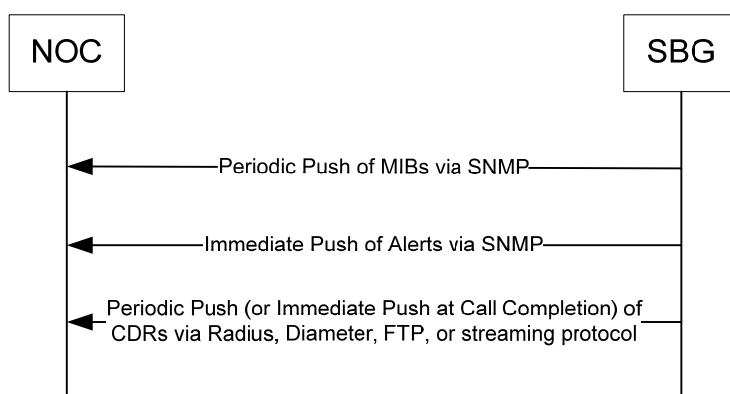 NOC
SBG
Periodic Push of MIBs via SNMP
Immediate Push of Alerts via SNMP
Periodic Push (or Immediate Push at Call Completion) of
CDRs via Radius, Diameter, FTP, or streaming protocol